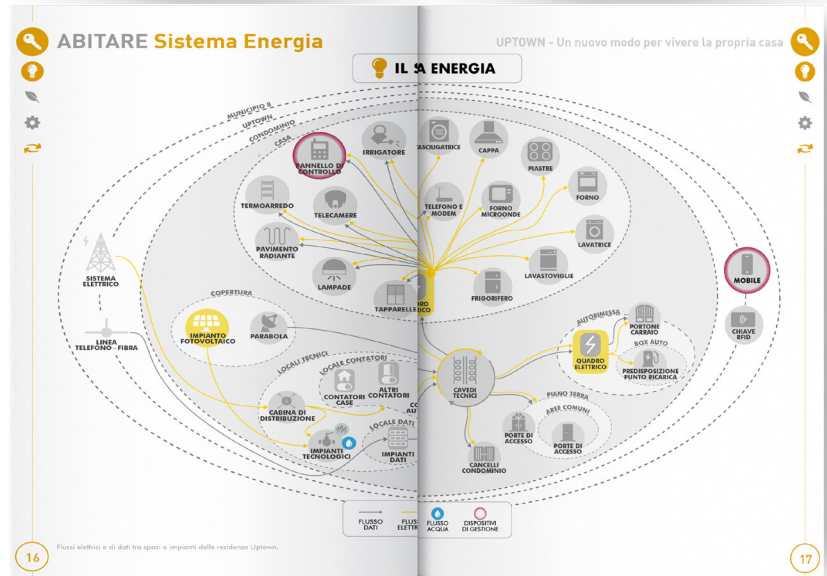 ABITARE Sistema Energia
UPTOWN - Un nuovo modo per vivere la propria casa
IL ENERGIA
MUNICIPIO 8
UPTOWN
CONDOMINIO
CASA
PANNELLO DI
CONTROLLO
IRRIGATORE
ASCIUGATRICE
CAPPA
PIASTRE
FORNO
TERMOARREDO
TELECAMERE
TELEFONO E
MODEM
FORNO
MICROONDE
LAVATRICE
PAVIMENTO
RADIANTE
LAMPADE
TAPPARELLE
FRIGORIFERO
LAVASTOVIGLIE
SISTEMA
ELETTRICO
LINEA
TELEFONO-FIBRA
MOBILE
CHIAVE
RFID
COPERTURA
IMPIANTO
FOTOVOLTAICO
PARABOLA
AUTORIMESSA
PORTONE
CARRAIO
BOX AUTO
QUADRO
ELETTRICO
PREDISPOSIZIONE
PUNTO RICARICA
LOCALI TECNICI
LOCALE CONTATORI
CONTATORI
CASE
ALTRI
CONTATORI
CAVEDI
TECNICI
CABINA DI
DISTRIBUZIONE
LOCALE DATI
IMPIANTI
TECNOLOGICI
IMPIANTI
DATI
PIANO TERRA
AREE COMUNI
PORTE DI
ACCESSO
PORTE DI
ACCESSO
CANCELLI
CONDOMINIO
FLUSSO
DATI
FLUSSO
ACQUA
DISPOSITIVI
DI GESTIONE
Flussi elettrici e di dati tra spazi e impianti delle residenze Uptown.
16
17